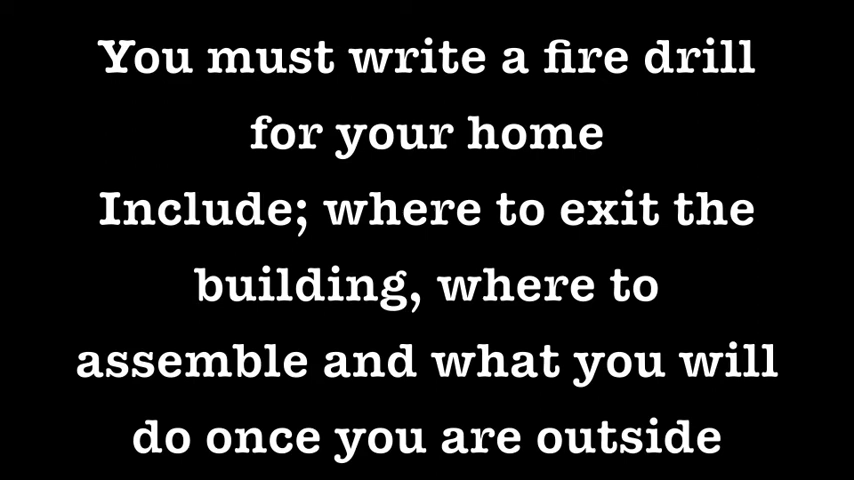 You must write a fire drill
for your home
Include; where to exit the
building, where to
assemble and what you will
do once you are outside